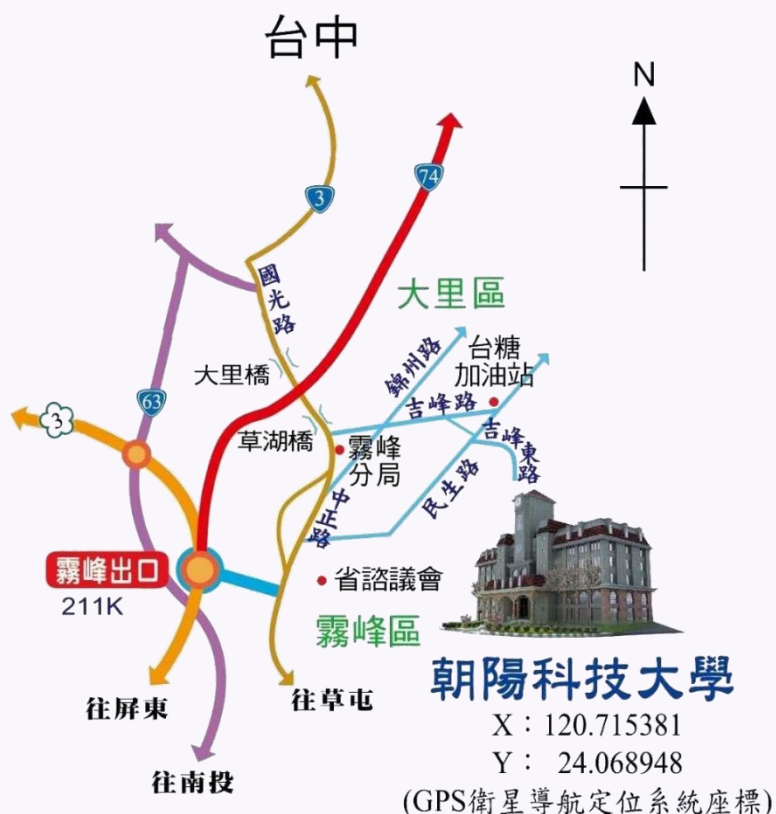 台中
N
74
3
國光路
大里區
大里橋
錦州路
台糖
加油站
63
3
吉峰路
草湖橋
霧峰
分局
吉峰東路
中正路
民生路
霧峰出口
211K
省諮議會
霧峰區
朝陽科技大學
往屏東
往草屯
往南投
X：120.715381
Y： 24.068948
(GPS衛星導航定位系統座標)